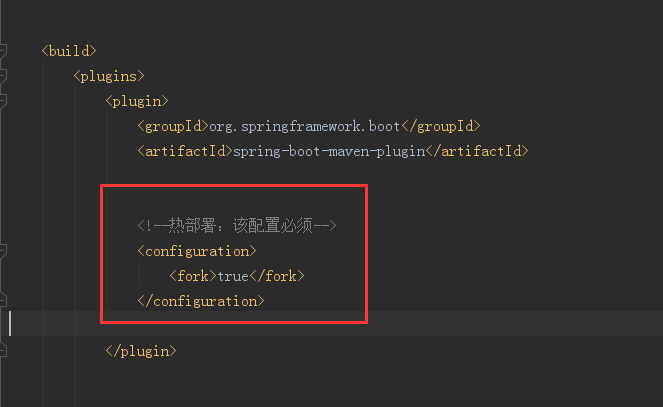 <build>
<plugins>
<plugin>
<groupId>org.springframework.boot</groupId>
<artifactId>spring-boot-maven-plugin</artifactId>
<!--热部署：该配置必须-->
<configuration>
<fork>true</fork>
</configuration>
</plugin>